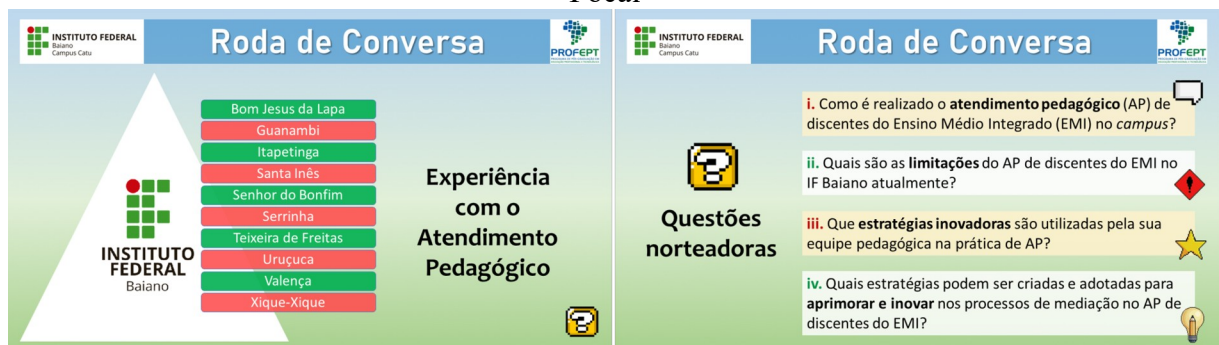 INSTITUTO FEDERAL
Baiano
Campus Catu
Roda de Conversa
PROFEPT
Bom Jesus da Lapa
Guanambi
Itapetinga
Santa Inês
Senhor do Bonfim
Serrinha
Teixeira de Freitas
Uruçuca
Valença
Xique-Xique
INSTITUTO
FEDERAL
Baiano
Experiência
com o
Atendimento
Pedagógico
INSTITUTO FEDERAL
Baiano
Campus Catu
Roda de Conversa
PROFEPT
Questões
norteadoras
i. Como é realizado o atendimento pedagógico (AP) de
discentes do Ensino Médio Integrado (EMI) no campus?
ii. Quais são as limitações do AP de discentes do EMI no
IF Baiano atualmente?
iii. Que estratégias inovadoras são utilizadas pela sua
equipe pedagógica na prática de AP?
iv. Quais estratégias podem ser criadas e adotadas para
aprimorar e inovar nos processos de mediação no AP de
discentes do EMI?